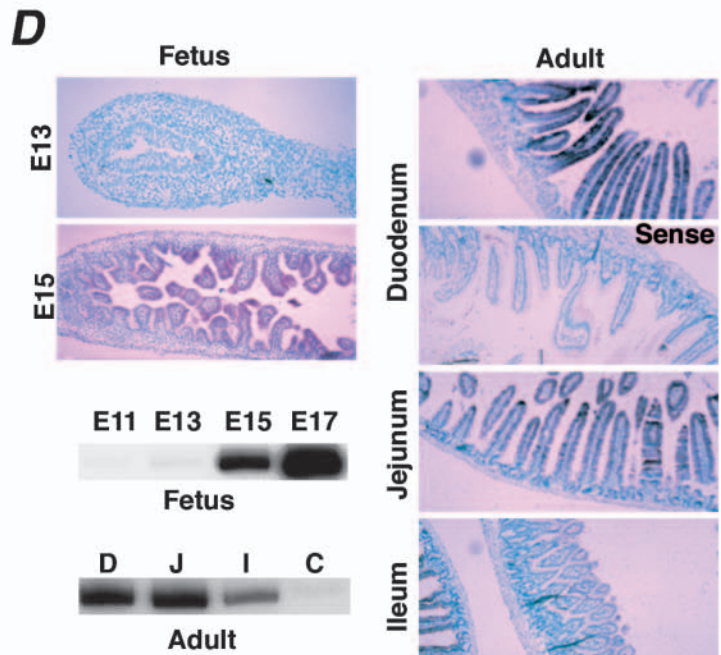 D
Fetus
E13
E15
E11 E13 E15 E17
Fetus
D J I C
Adult
Adult
Duodenum
Sense
Jejunum
Ileum